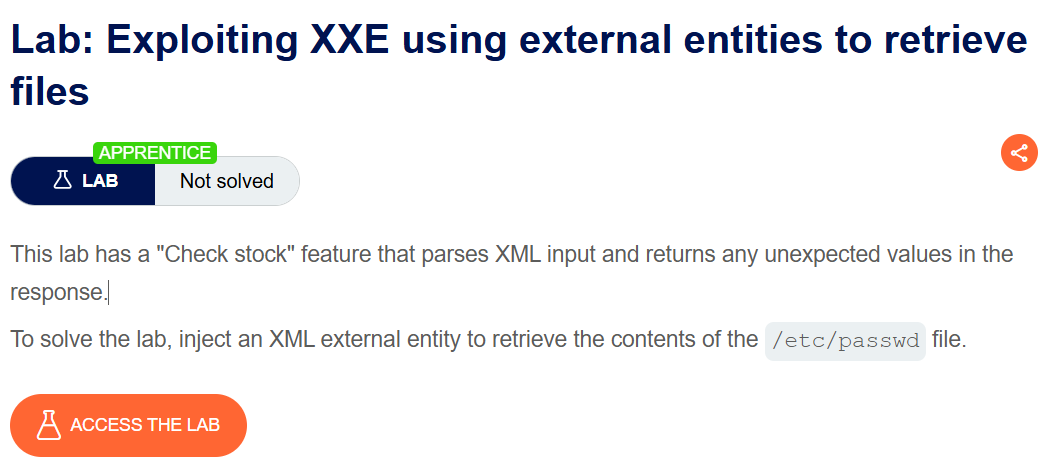 Lab: Exploiting XXE using external entities to retrieve
files
APPRENTICE
LAB
Not solved
This lab has a "Check stock" feature that parses XML input and returns any unexpected values in the
response.
To solve the lab, inject an XML external entity to retrieve the contents of the /etc/passwd file.
ACCESS THE LAB